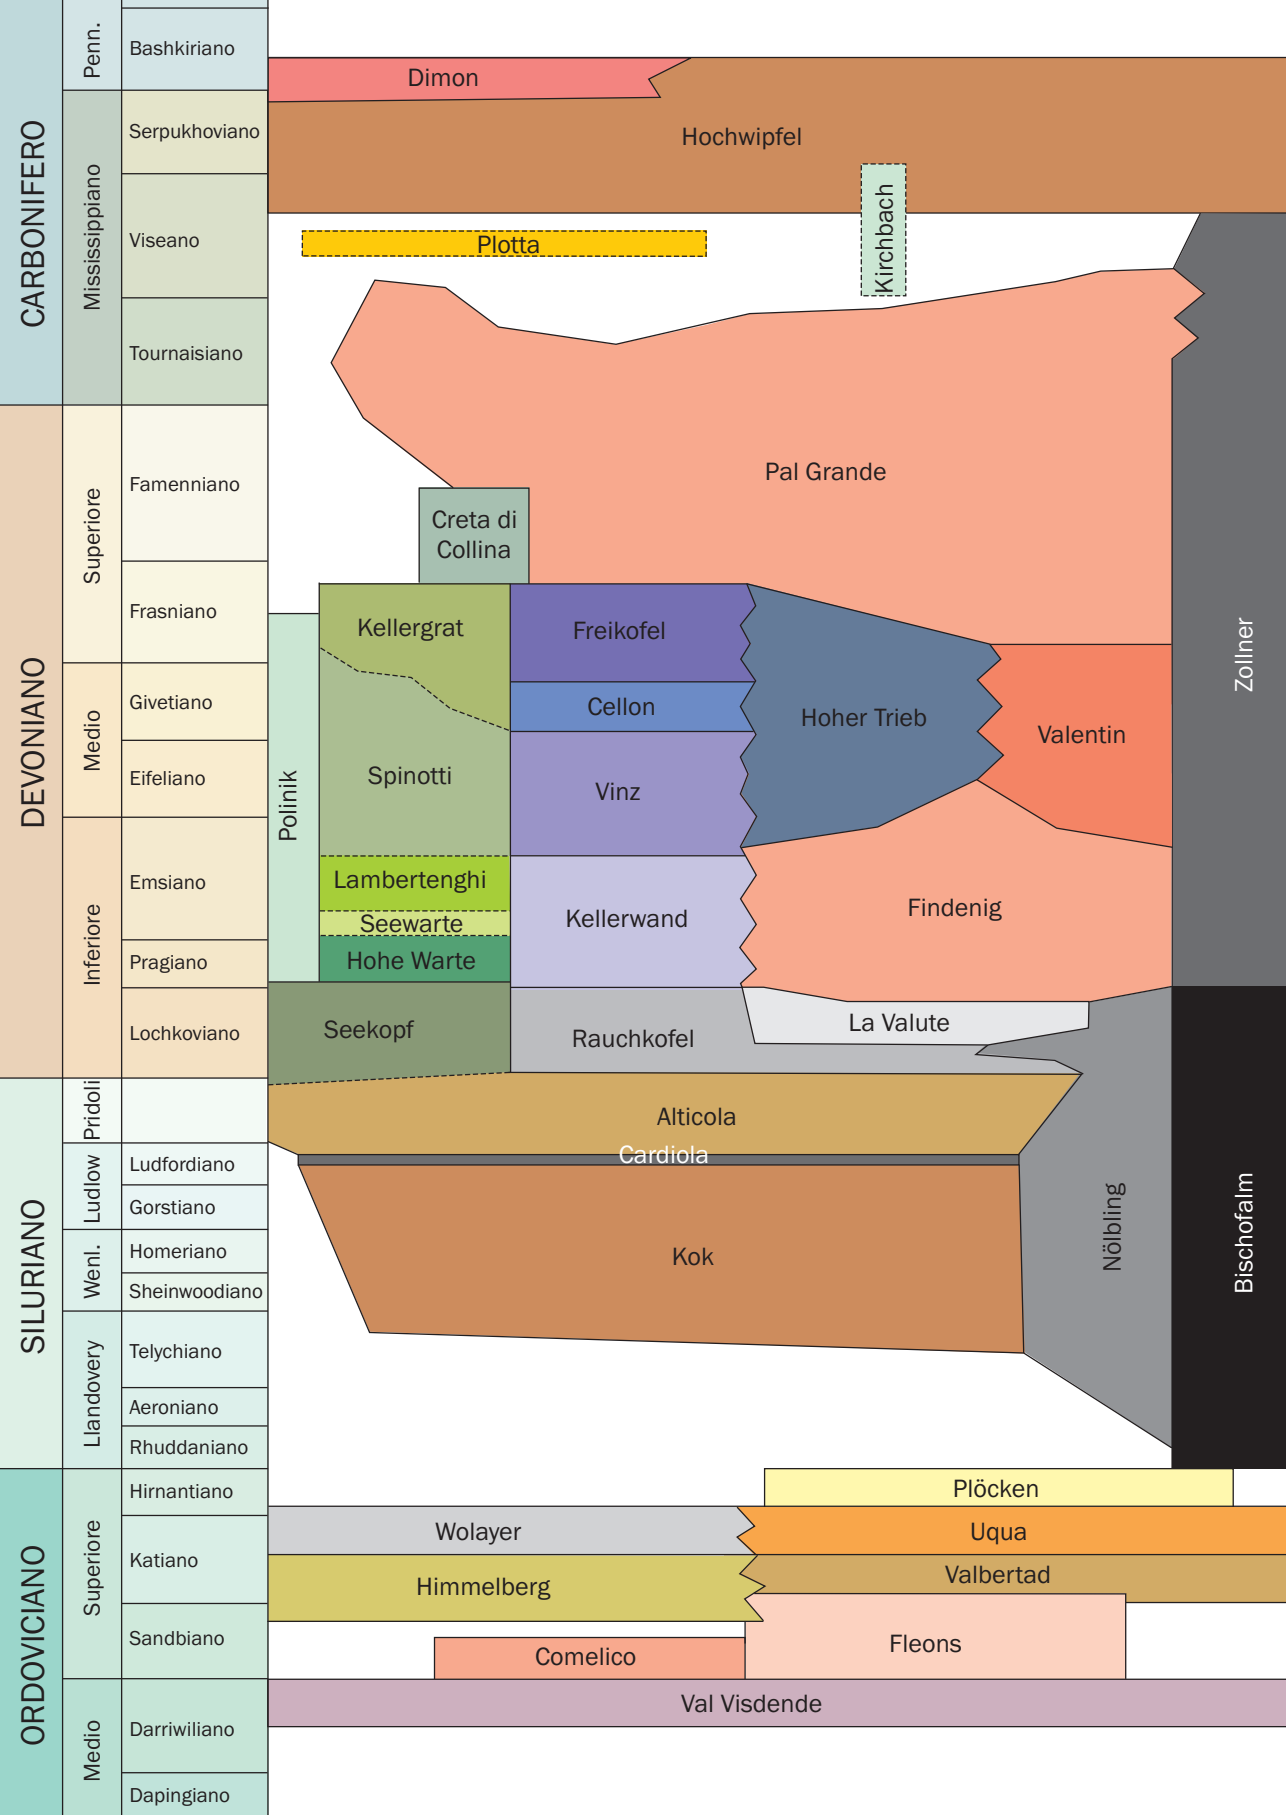 CARBONIFERO
Penn.
Mississippiano
Bashkiriano
Serpukhoviano
Viseano
Tournaisiano
DEVONIANO
Superiore
Medio
Inferiore
Famenniano
Frasniano
Givetiano
Eifeliano
Emsiano
Pragiano
Lochkoviano
SILURIANO
Pridoli
Ludlow
Wenl.
Llandovery
Ludfordiano
Gorstiano
Homeriano
Sheinwoodiano
Telychiano
Aeroniano
Rhuddaniano
ORDOVICIANO
Superiore
Medio
Hirnantiano
Katiano
Sandbiano
Darriwiliano
Dapingiano
Dimon
Hochwipfel
Kirchbach
Plotta
Pal Grande
Creta di
Collina
Zollner
Polinik
Kellergrat
Freikofel
Cellon
Hoher Trieb
Valentin
Spinotti
Vinz
Lambertenghi
Seewarte
Hohe Warte
Kellerwand
Findenig
Seekopf
Rauchkofel
La Valute
Alticola
Cardiola
Kok
Nölbling
Bischofalm
Plöcken
Wolayer
Uqua
Himmelberg
Valbertad
Comelico
Fleons
Val Visdende